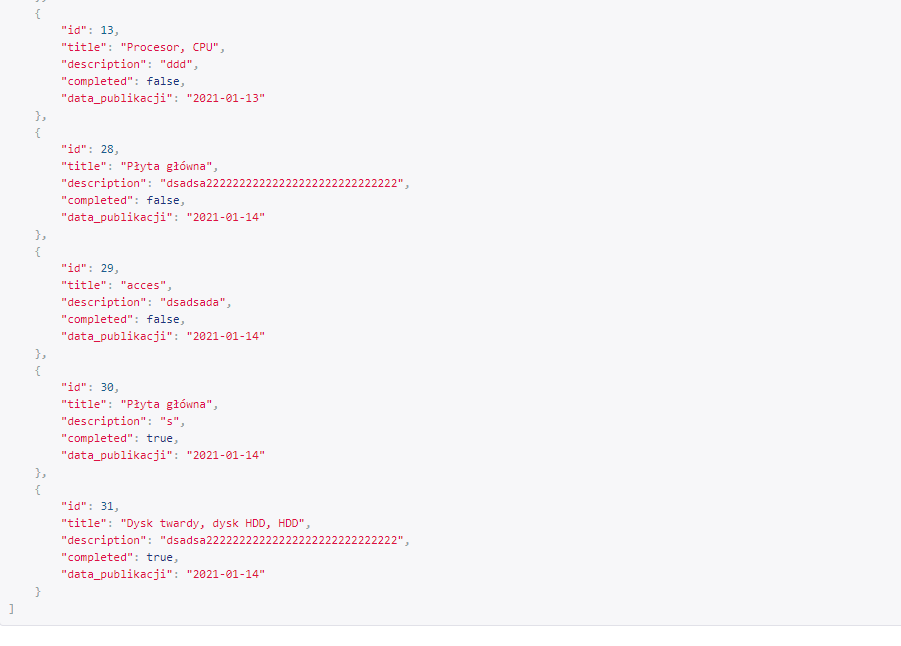 {
"id": 13,
"title": "Procesor, CPU",
"description": "ddd",
"completed": false,
"data_publikacji": "2021-01-13"
},
{
"id": 28,
"title": "Płyta główna",
"description": "dsadsa22222222222222222222222222222",
"completed": false,
"data_publikacji": "2021-01-14"
},
{
"id": 29,
"title": "acces",
"description": "dsadsada",
"completed": false,
"data_publikacji": "2021-01-14"
},
{
"id": 30,
"title": "Płyta główna",
"description": "s",
"completed": true,
"data_publikacji": "2021-01-14"
},
{
"id": 31,
"title": "Dysk twardy, dysk HDD, HDD",
"description": "dsadsa22222222222222222222222222222",
"completed": true,
"data_publikacji": "2021-01-14"
}
]